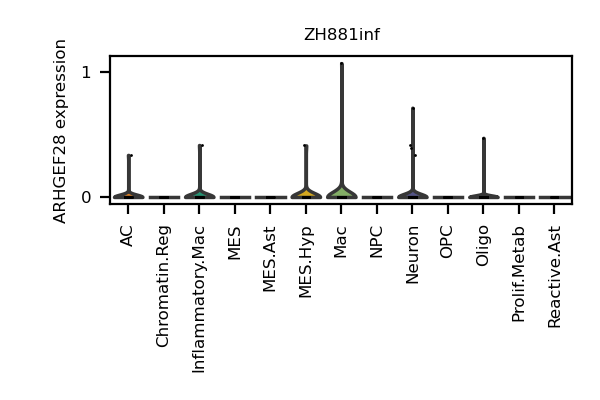 ZH881inf
ARHGEF28 expression
1
0
AC
Chromatin.Reg
Inflammatory.Mac
MES
MES.Ast
MES.Hyp
Mac
NPC
Neuron
OPC
Oligo
Prolif.Metab
Reactive.Ast